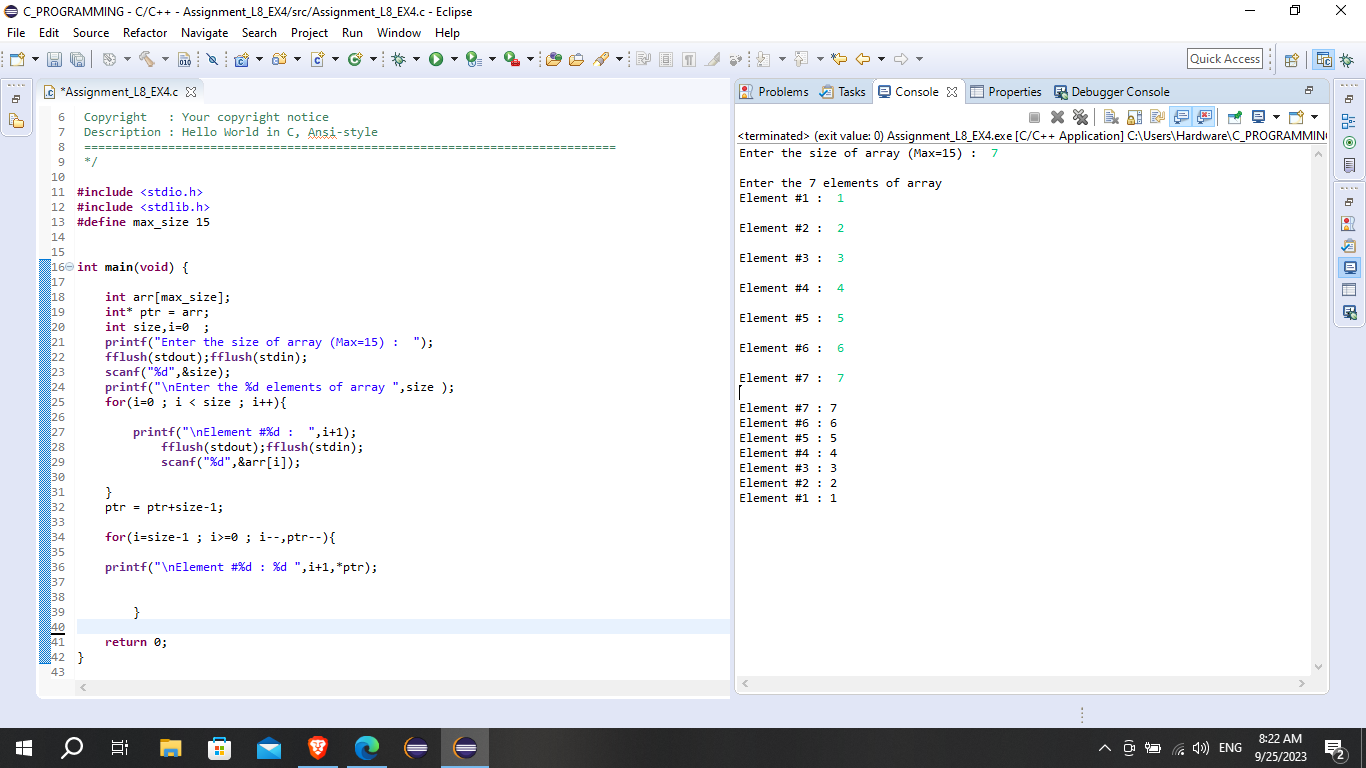 C_PROGRAMMING - C/C++ - Assignment_L8_EX4/src/Assignment_L8_EX4.c - Eclipse
File Edit Source Refactor Navigate Search Project Run Window Help
Quick Access
*Assignment_L8_EX4.c
6 Copyright   : Your copyright notice
7 Description : Hello World in C, Ansi-style
8 ============================================================================
9 */
10
11 #include <stdio.h>
12 #include <stdlib.h>
13 #define max_size 15
14
15
16 int main(void) {
17
18     int arr[max_size];
19     int* ptr = arr;
20     int size,i=0  ;
21     printf("Enter the size of array (Max=15) :  ");
22     fflush(stdout);fflush(stdin);
23     scanf("%d",&size);
24     printf("\nEnter the %d elements of array ",size );
25     for(i=0 ; i < size ; i++){
26
27         printf("\nElement #%d :  ",i+1);
28             fflush(stdout);fflush(stdin);
29             scanf("%d",&arr[i]);
30
31     }
32     ptr = ptr+size-1;
33
34     for(i=size-1 ; i>=0 ; i--,ptr--){
35
36     printf("\nElement #%d : %d ",i+1,*ptr);
37
38
39         }
40
41     return 0;
42 }
43
Problems Tasks Console Properties Debugger Console
<terminated> (exit value: 0) Assignment_L8_EX4.exe [C/C++ Application] C:\Users\Hardware\C_PROGRAMMIN
Enter the size of array (Max=15) :  7
Enter the 7 elements of array
Element #1 :  1
Element #2 :  2
Element #3 :  3
Element #4 :  4
Element #5 :  5
Element #6 :  6
Element #7 :  7
Element #7 : 7
Element #6 : 6
Element #5 : 5
Element #4 : 4
Element #3 : 3
Element #2 : 2
Element #1 : 1
ENG
8:22 AM
9/25/2023
2